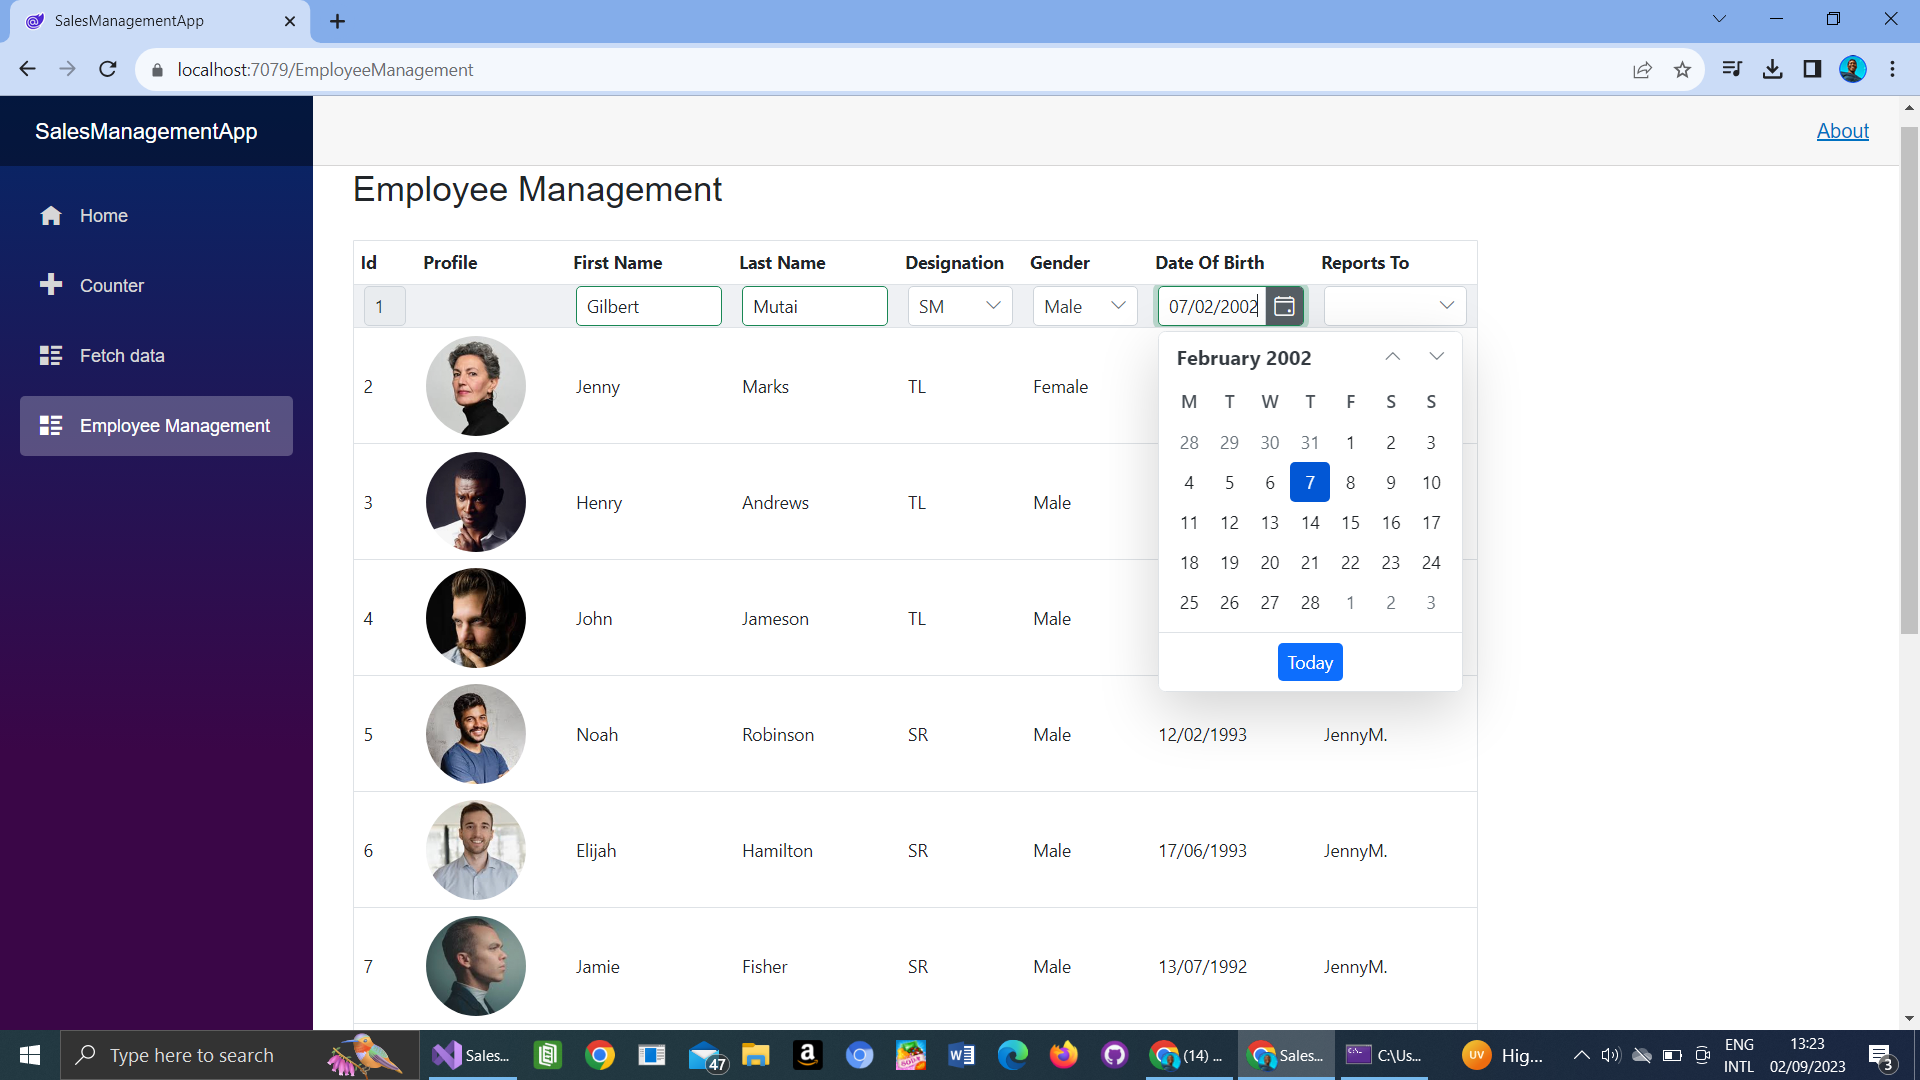 SalesManagementApp
localhost:7079/EmployeeManagement
SalesManagementApp
About
Home
Counter
Fetch data
Employee Management
Employee Management
Id Profile First Name Last Name Designation Gender Date Of Birth Reports To
1 Gilbert Mutai SM Male 07/02/2002
2 Jenny Marks TL Female
3 Henry Andrews TL Male
4 John Jameson TL Male
5 Noah Robinson SR Male 12/02/1993 JennyM.
6 Elijah Hamilton SR Male 17/06/1993 JennyM.
7 Jamie Fisher SR Male 13/07/1992 JennyM.
February 2002
M T W T F S S
28 29 30 31 1 2 3
4 5 6 7 8 9 10
11 12 13 14 15 16 17
18 19 20 21 22 23 24
25 26 27 28 1 2 3
Today
Type here to search
Sales...
47
(14) ...
Sales...
C:\Us...
UV
Hig...
ENG
INTL
13:23
02/09/2023
3